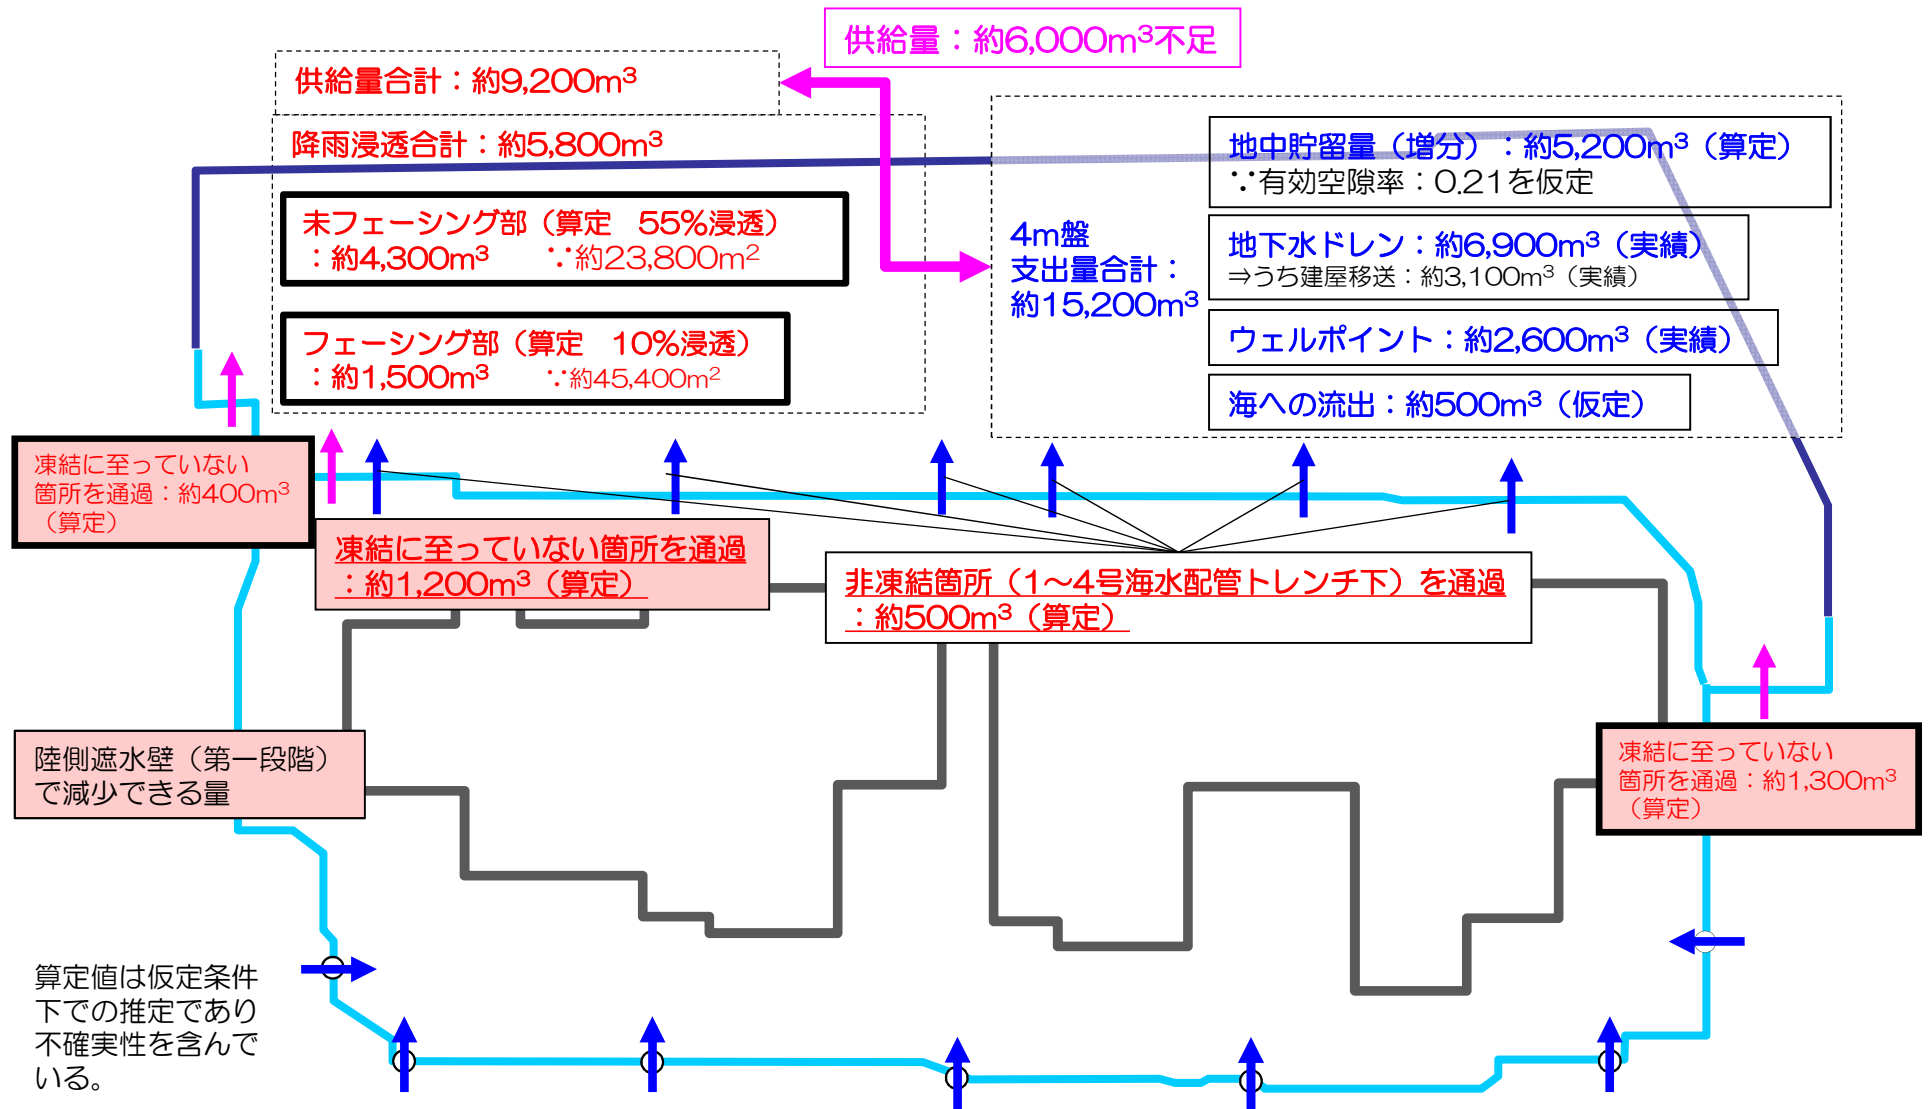 供給量：約6,000m³不足
供給量合計：約9,200m³
降雨浸透合計：約5,800m³
未フェーシング部（算定　55%浸透）
：約4,300m³　∵約23,800m²
フェーシング部（算定　10%浸透）
：約1,500m³　∵約45,400m²
4m盤
支出量合計：
約15,200m³
地中貯留量（増分）：約5,200m³（算定）
∵有効空隙率：0.21を仮定
地下水ドレン：約6,900m³（実績）
⇒うち建屋移送：約3,100m³（実績）
ウェルポイント：約2,600m³（実績）
海への流出：約500m³（仮定）
凍結に至っていない
箇所を通過：約400m³
（算定）
凍結に至っていない箇所を通過
：約1,200m³（算定）
非凍結箇所（1～4号海水配管トレンチ下）を通過
：約500m³（算定）
陸側遮水壁（第一段階）
で減少できる量
凍結に至っていない
箇所を通過：約1,300m³
（算定）
算定値は仮定条件
下での推定であり
不確実性を含んで
いる。